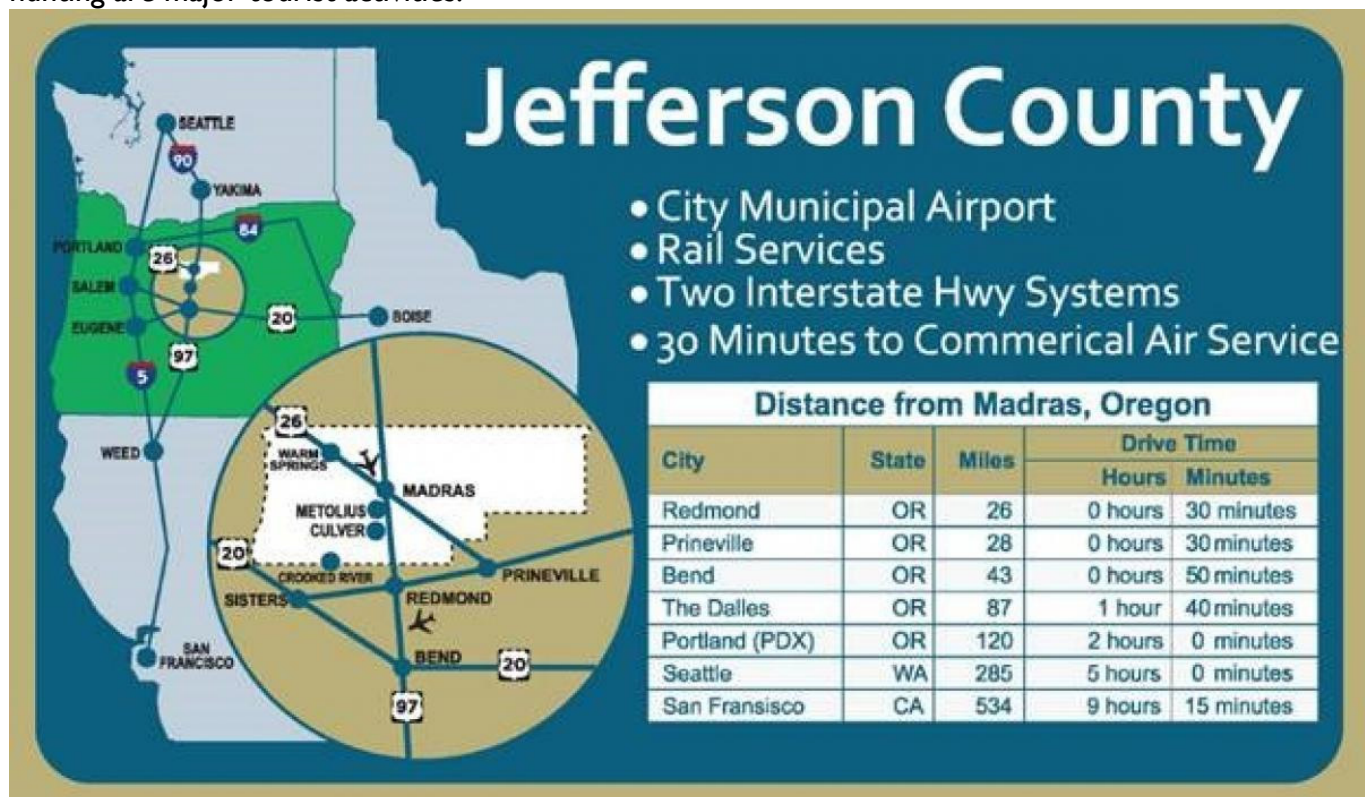 Jefferson County
• City Municipal Airport
• Rail Services
• Two Interstate Hwy Systems
• 30 Minutes to Commerical Air Service
SEATTLE
90
YAKIMA
84
PORTLAND
26
SALEM
EUGENE
20
BOISE
97
5
WEED
SAN
FRANCISCO
26
WARM
SPRINGS
MADRAS
METOLIUS
CULVER
20
CROOKED RIVER
PRINEVILLE
SISTERS
REDMOND
BEND
20
97
Distance from Madras, Oregon
City State Miles Drive Time
Hours Minutes
Redmond OR 26 0 hours 30 minutes
Prineville OR 28 0 hours 30 minutes
Bend OR 43 0 hours 50 minutes
The Dalles OR 87 1 hour 40 minutes
Portland (PDX) OR 120 2 hours 0 minutes
Seattle WA 285 5 hours 0 minutes
San Fransisco CA 534 9 hours 15 minutes